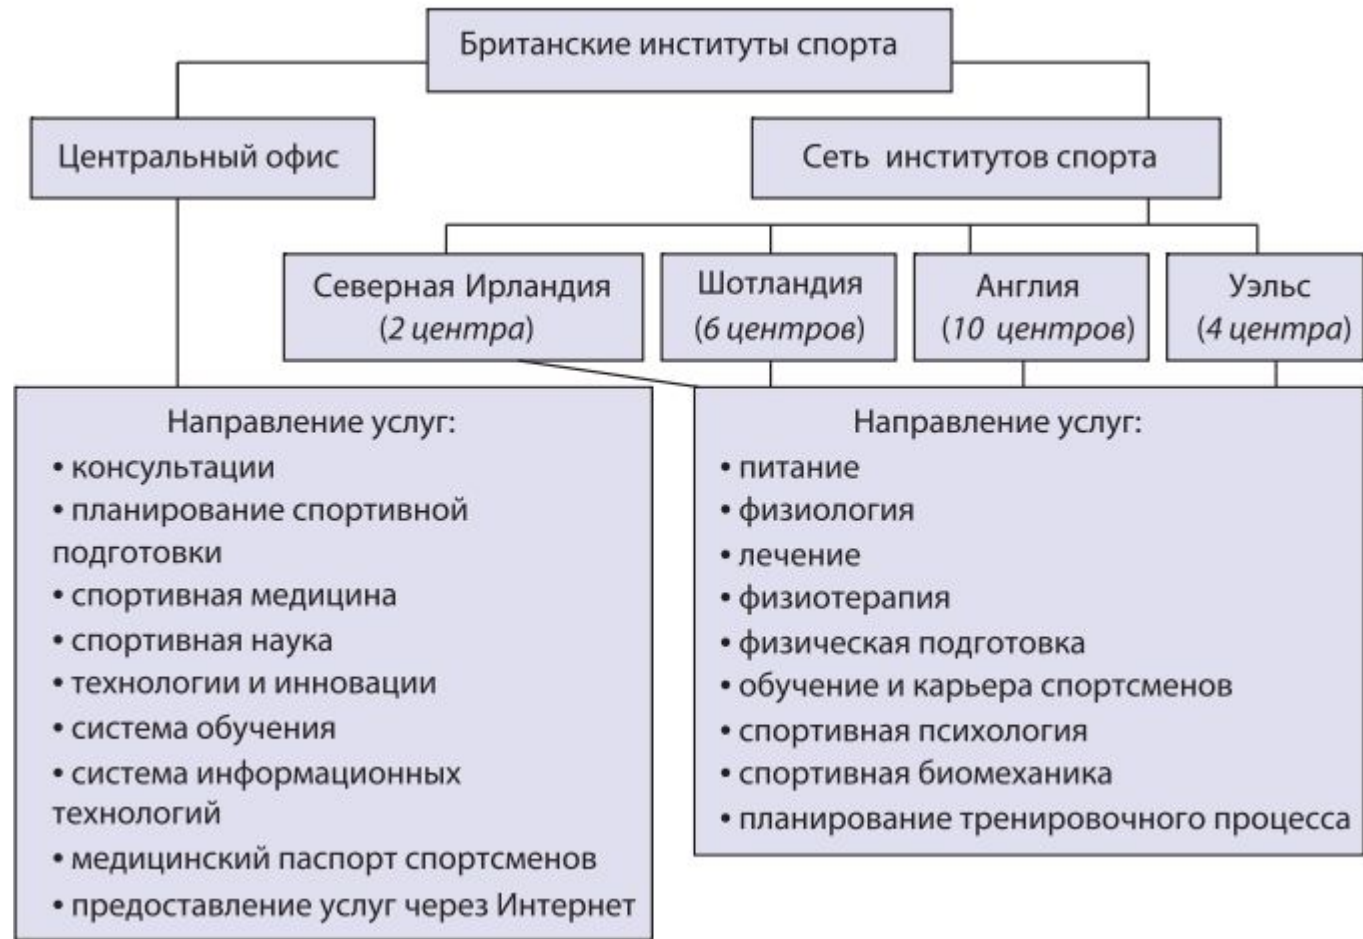 Британские институты спорта
Центральный офис
Сеть институтов спорта
Северная Ирландия
(2 центра)
Шотландия
(6 центров)
Англия
(10 центров)
Уэльс
(4 центра)
Направление услуг:
• консультации
• планирование спортивной
подготовки
• спортивная медицина
• спортивная наука
• технологии и инновации
• система обучения
• система информационных
технологий
• медицинский паспорт спортсменов
• предоставление услуг через Интернет
Направление услуг:
• питание
• физиология
• лечение
• физиотерапия
• физическая подготовка
• обучение и карьера спортсменов
• спортивная психология
• спортивная биомеханика
• планирование тренировочного процесса